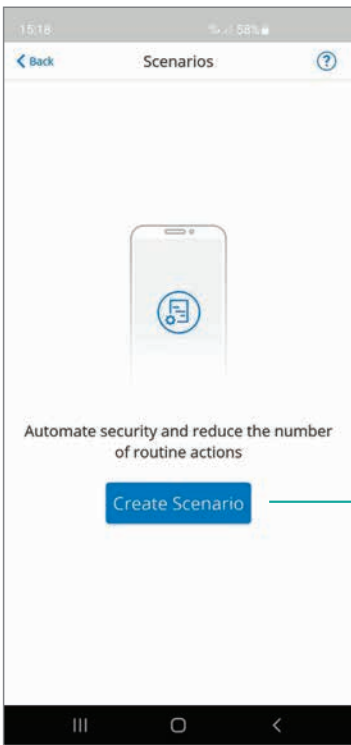 15:18 58%
Back Scenarios ?
Automate security and reduce the number
of routine actions
Create Scenario